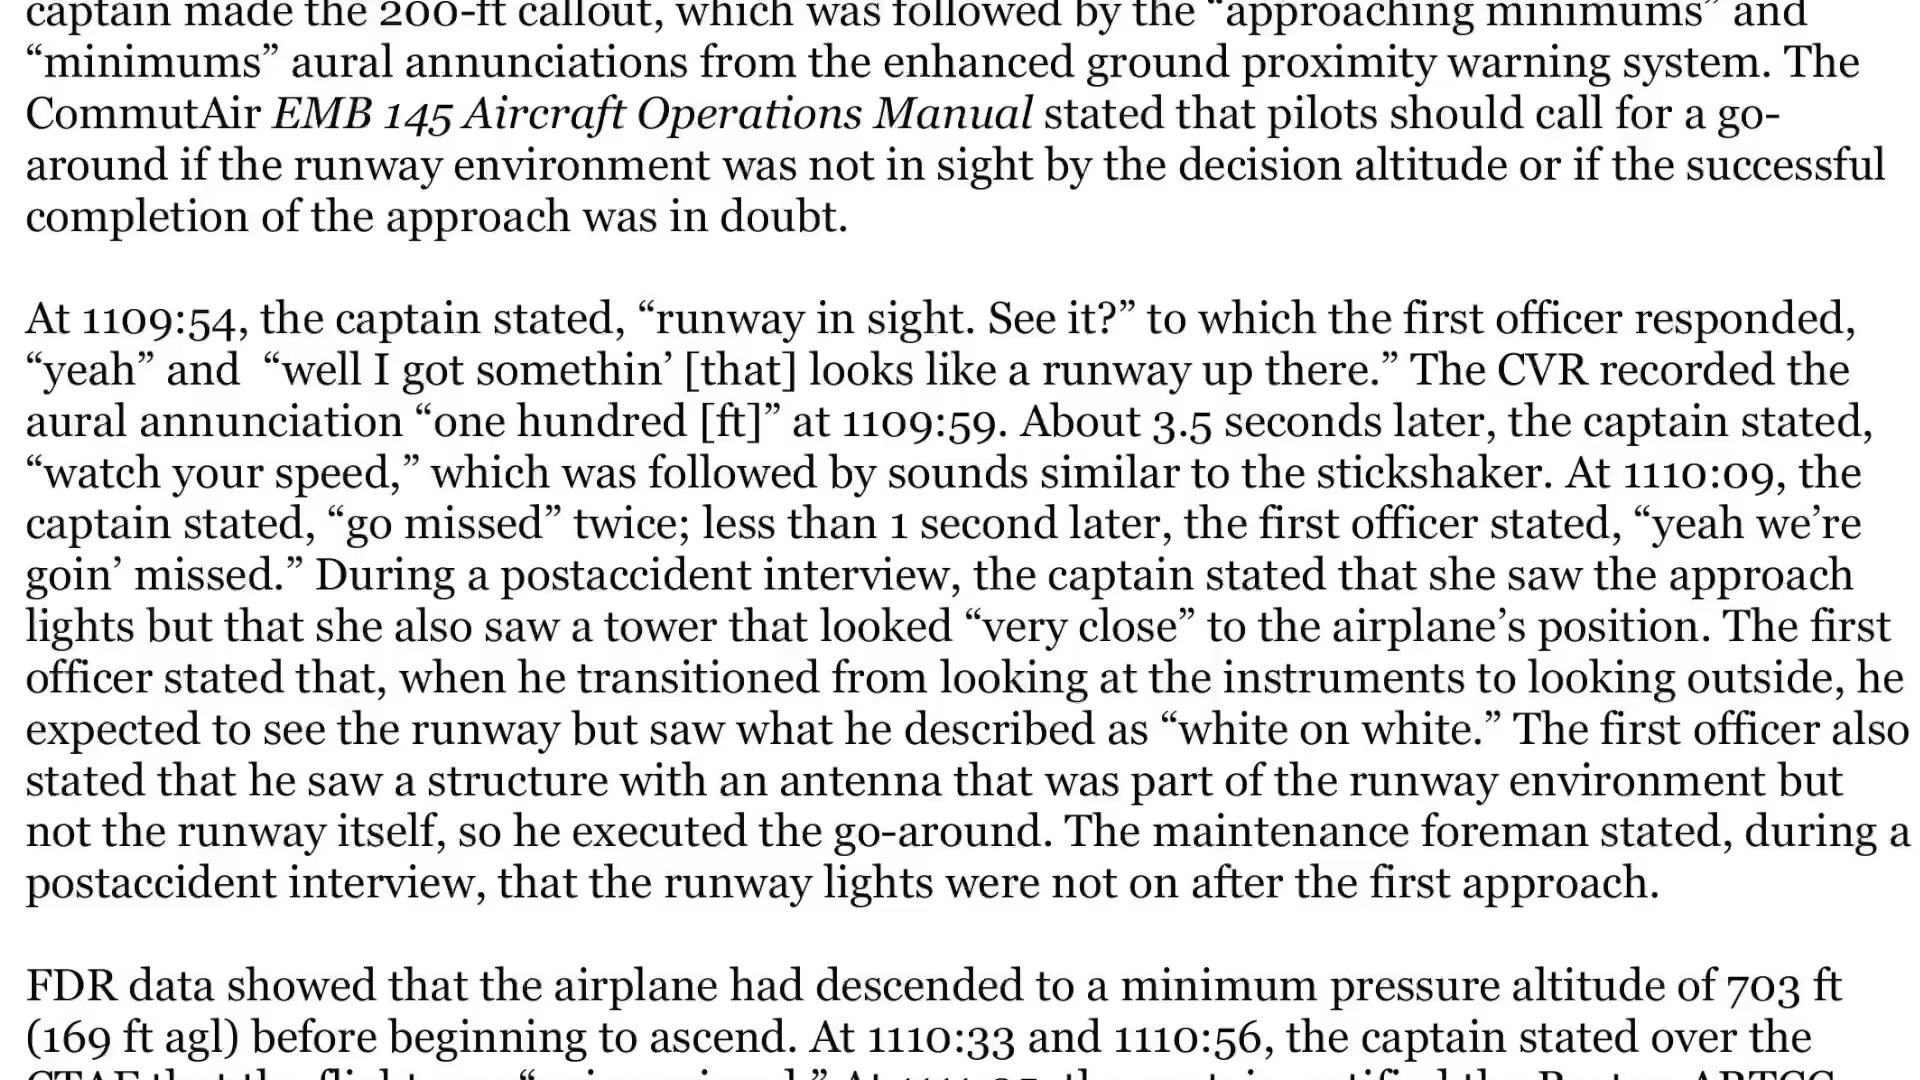 captain made the 200-ft callout, which was followed by the “approaching minimums” and
“minimums” aural annunciations from the enhanced ground proximity warning system. The
CommutAir EMB 145 Aircraft Operations Manual stated that pilots should call for a go-
around if the runway environment was not in sight by the decision altitude or if the successful
completion of the approach was in doubt.
At 1109:54, the captain stated, “runway in sight. See it?” to which the first officer responded,
“yeah” and “well I got somethin’ [that] looks like a runway up there.” The CVR recorded the
aural annunciation “one hundred [ft]” at 1109:59. About 3.5 seconds later, the captain stated,
“watch your speed,” which was followed by sounds similar to the stickshaker. At 1110:09, the
captain stated, “go missed” twice; less than 1 second later, the first officer stated, “yeah we’re
goin’ missed.” During a postaccident interview, the captain stated that she saw the approach
lights but that she also saw a tower that looked “very close” to the airplane’s position. The first
officer stated that, when he transitioned from looking at the instruments to looking outside, he
expected to see the runway but saw what he described as “white on white.” The first officer also
stated that he saw a structure with an antenna that was part of the runway environment but
not the runway itself, so he executed the go-around. The maintenance foreman stated, during a
postaccident interview, that the runway lights were not on after the first approach.
FDR data showed that the airplane had descended to a minimum pressure altitude of 703 ft
(169 ft agl) before beginning to ascend. At 1110:33 and 1110:56, the captain stated over the